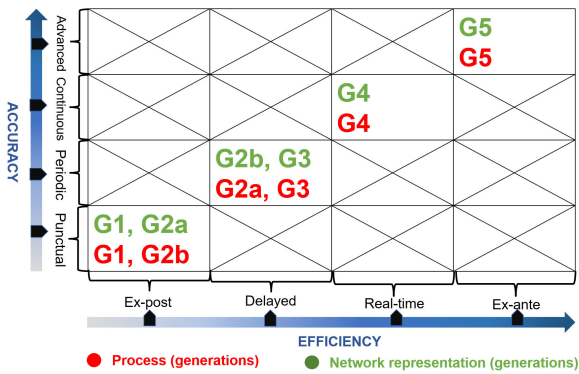 ACCURACY
Advanced
Continuous
Periodic
Punctual
G5
G5
G4
G4
G2b, G3
G2a, G3
G1, G2a
G1, G2b
Ex-post
Delayed
Real-time
Ex-ante
EFFICIENCY
Process (generations)
Network representation (generations)